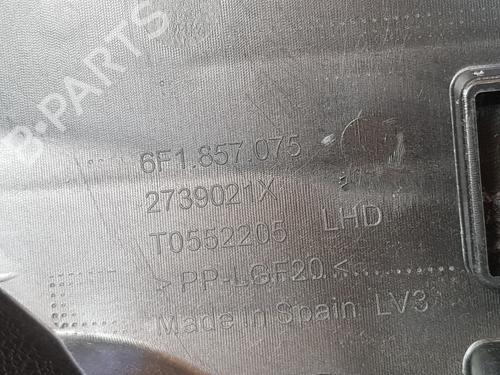 B-PARTS
6F1.857.075
2739021X
T0552205
LHD
>PP-LGF20<
Made in Spain LV3